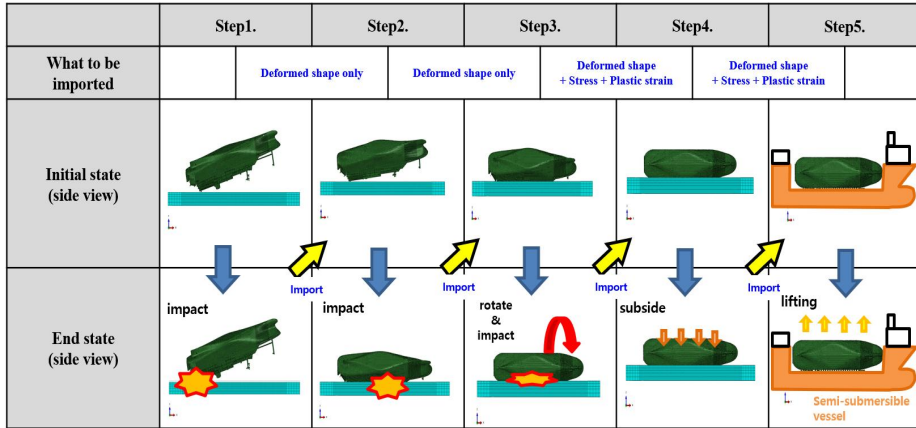 Step1.
Step2.
Step3.
Step4.
Step5.
What to be
imported
Deformed shape only
Deformed shape only
Deformed shape
+ Stress + Plastic strain
Deformed shape
+ Stress + Plastic strain
Initial state
(side view)
Import
Import
Import
Import
End state
(side view)
impact
impact
rotate
&
impact
subside
lifting
Semi-submersible
vessel